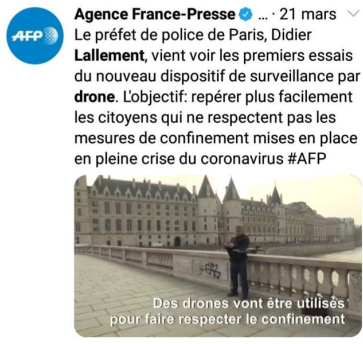 AFP
Agence France-Presse ... · 21 mars
Le préfet de police de Paris, Didier
Lallement, vient voir les premiers essais
du nouveau dispositif de surveillance par
drone. L'objectif: repérer plus facilement
les citoyens qui ne respectent pas les
mesures de confinement mises en place
en pleine crise du coronavirus #AFP
Des drones vont être utilisés
pour faire respecter le confinement